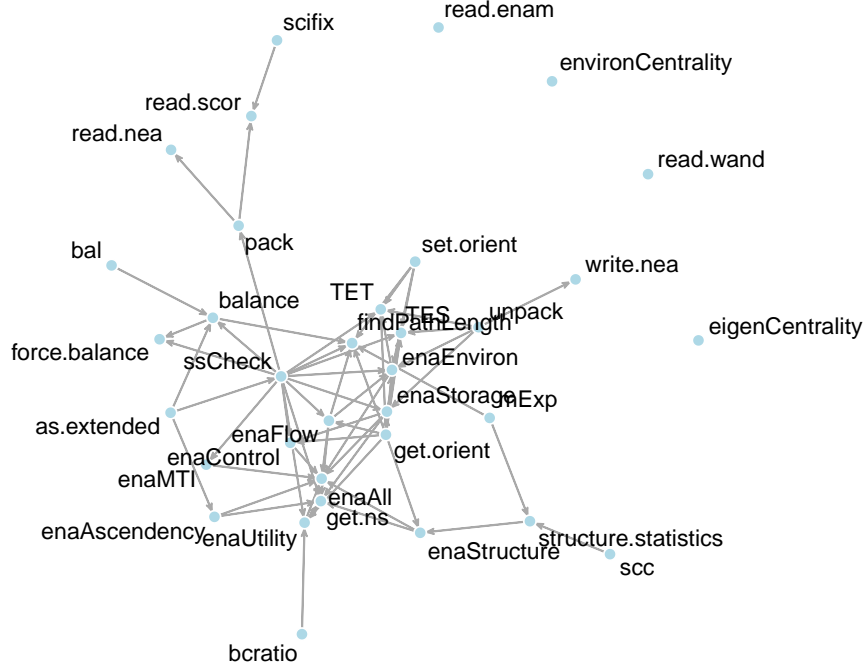 read.enam
scifix
environCentrality
read.scor
read.nea
read.wand
pack
set.orient
bal
write.nea
TET
balance
TES
unpack
findPathLength
eigenCentrality
force.balance
ssCheck
enaEnviron
enaStorage
mExp
as.extended
enaFlow
get.orient
enaControl
enaMTI
enaAll
get.ns
enaAscendency
enaUtility
structure.statistics
enaStructure
scc
bcratio